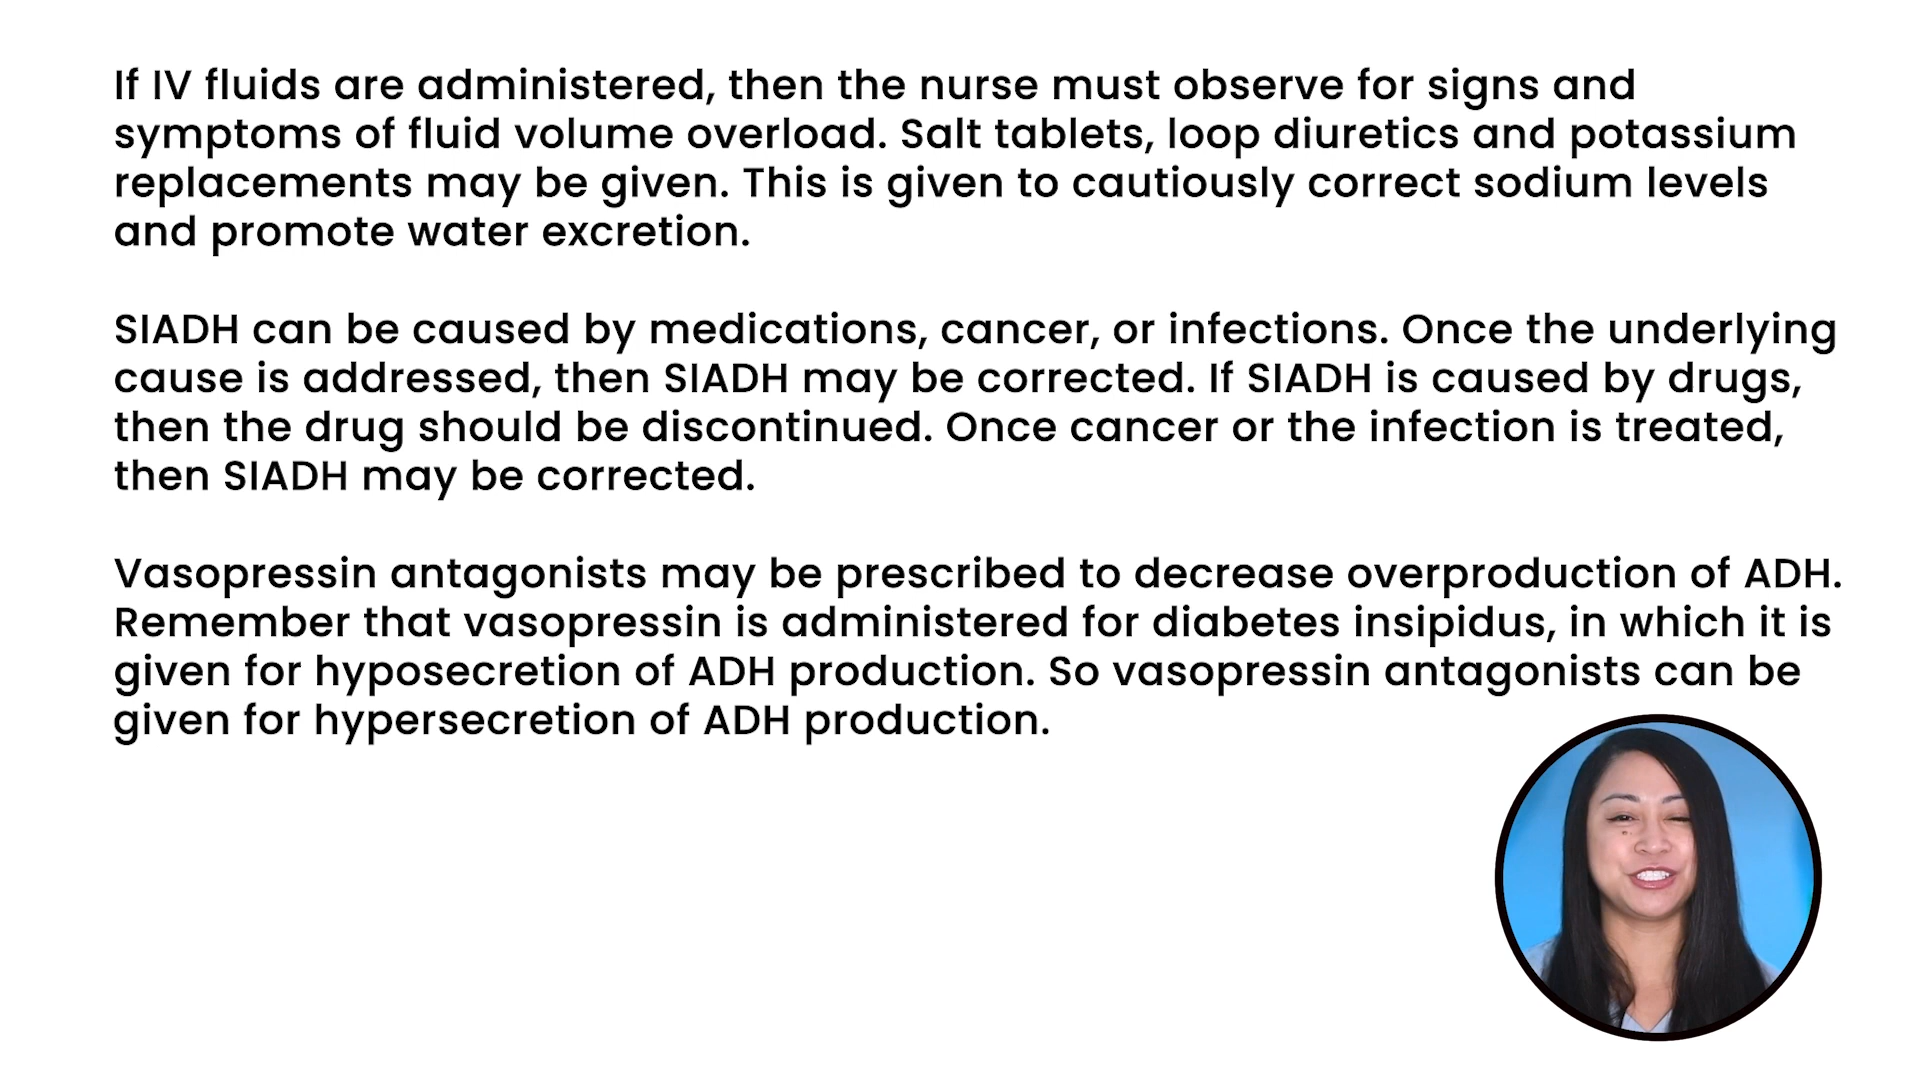 If IV fluids are administered, then the nurse must observe for signs and
symptoms of fluid volume overload. Salt tablets, loop diuretics and potassium
replacements may be given. This is given to cautiously correct sodium levels
and promote water excretion.
SIADH can be caused by medications, cancer, or infections. Once the underlying
cause is addressed, then SIADH may be corrected. If SIADH is caused by drugs,
then the drug should be discontinued. Once cancer or the infection is treated,
then SIADH may be corrected.
Vasopressin antagonists may be prescribed to decrease overproduction of ADH.
Remember that vasopressin is administered for diabetes insipidus, in which it is
given for hyposecretion of ADH production. So vasopressin antagonists can be
given for hypersecretion of ADH production.